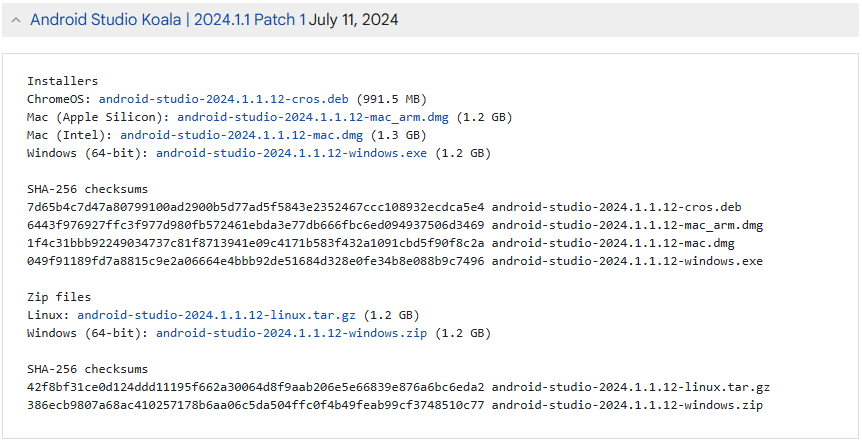 Android Studio Koala | 2024.1.1 Patch 1 July 11, 2024
Installers
ChromeOS: android-studio-2024.1.1.12-cros.deb (991.5 MB)
Mac (Apple Silicon): android-studio-2024.1.1.12-mac_arm.dmg (1.2 GB)
Mac (Intel): android-studio-2024.1.1.12-mac.dmg (1.3 GB)
Windows (64-bit): android-studio-2024.1.1.12-windows.exe (1.2 GB)
SHA-256 checksums
7d65b4c7d47a80799100ad2900b5d77ad5f5843e2352467ccc108932ecdca5e4 android-studio-2024.1.1.12-cros.deb
6443f976927ffc3f977d980fb572461ebda3e77db666fbc6ed094937506d3469 android-studio-2024.1.1.12-mac_arm.dmg
1f4c31bbb92249034737c81f8713941e09c4171b583f432a1091cbd5f90f8c2a android-studio-2024.1.1.12-mac.dmg
049f91189fd7a8815c9e2a06664e4bbb92de51684d328e0fe34b8e088b9c7496 android-studio-2024.1.1.12-windows.exe
Zip files
Linux: android-studio-2024.1.1.12-linux.tar.gz (1.2 GB)
Windows (64-bit): android-studio-2024.1.1.12-windows.zip (1.2 GB)
SHA-256 checksums
42f8bf31ce0d124ddd11195f662a30064d8f9aab206e5e66839e876a6bc6eda2 android-studio-2024.1.1.12-linux.tar.gz
386ecb9807a68ac410257178b6aa06c5da504ffc0f4b49feab99cf3748510c77 android-studio-2024.1.1.12-windows.zip